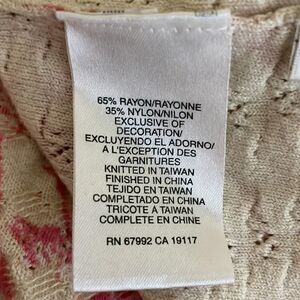 65% RAYON/RAYONNE
35% NYLON/NILON
EXCLUSIVE OF
DECORATION/
EXCLUYENDO EL ADORNO/
A L'EXCEPTION DES
GARNITURES
KNITTED IN TAIWAN
FINISHED IN CHINA
TEJIDO EN TAIWAN
COMPLETADO EN CHINA
TRICOTE A TAIWAN
COMPLETE EN CHINE
RN 67992 CA 19117